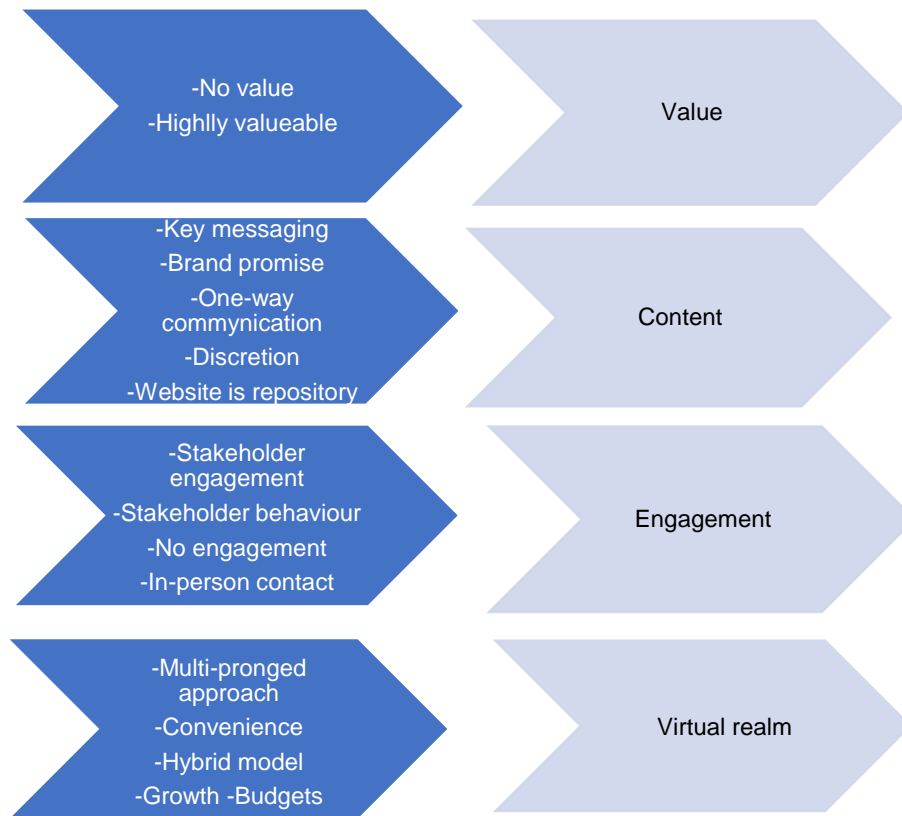 -No value
-Highlly valueable
Value
-Key messaging
-Brand promise
-One-way
commynication
-Discretion
-Website is repository
Content
-Stakeholder
engagement
-Stakeholder behaviour
-No engagement
-In-person contact
Engagement
-Multi-pronged
approach
-Convenience
-Hybrid model
-Growth -Budgets
Virtual realm